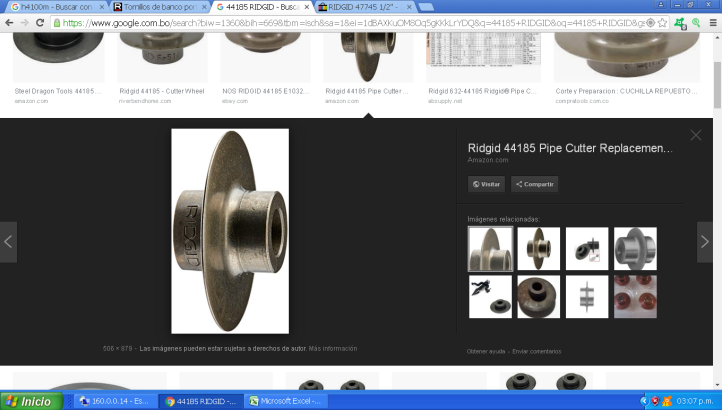 h4100m - Buscar con
Tornillos de banco por
44185 RIDGID - Busca
RIDGID 47745 1/2" -
https://www.google.com.bo/search?biw=1360&bih=669&tbm=isch&sa=1&ei=1dBAXKuOM8Oq5gKKkLrYDQ&q=44185+RIDGID&oq=44185+RIDGID&gs
Steel Dragon Tools 44185 ...
Ridgid 44185 - Cutter Wheel
NOS RIDGID 44185 E1032...
Ridgid 44185 Pipe Cutter ...
Ridgid 632-44185 Ridgid® Pipe C...
Corte y Preparacion : CUCHILLA REPUESTO ...
amazon.com
riverbendhome.com
ebay.com
amazon.com
aissupply.net
compratools.com.co
RIDGID
Ridgid 44185 Pipe Cutter Replacemen...
Amazon.com
Visitar
Compartir
Imágenes relacionadas:
506 × 878 - Las imágenes pueden estar sujetas a derechos de autor. Más información
Obtener ayuda - Enviar comentarios
Inicio
160.0.0.14 - Es...
44185 RIDGID -...
Microsoft Excel -...
03:07 p.m.